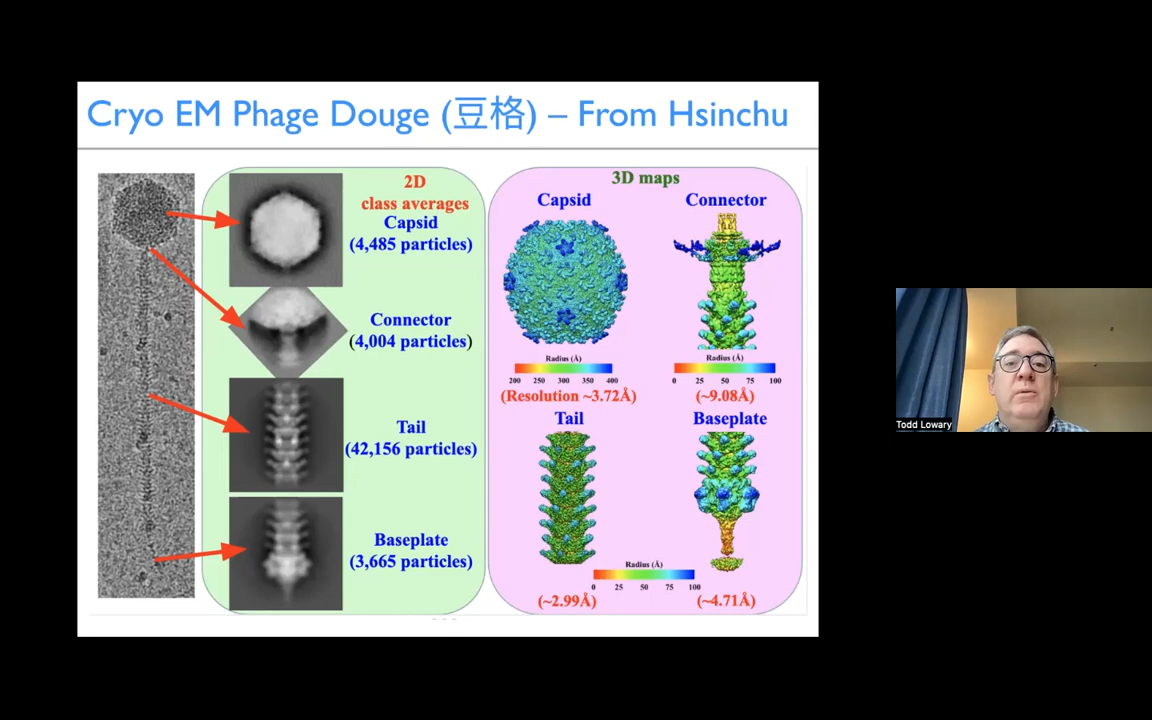 Cryo EM Phage Douge (豆格) – From Hsinchu
2D
class averages
Capsid
(4,485 particles)
Connector
(4,004 particles)
Tail
(42,156 particles)
Baseplate
(3,665 particles)
3D maps
Capsid
Connector
Radius (Å)
200 250 300 350 400
(Resolution ~3.72Å)
Radius (Å)
0 25 50 75 100
(~9.08Å)
Tail
Baseplate
Radius (Å)
0 25 50 75 100
(~2.99Å)
(~4.71Å)
Todd Lowary